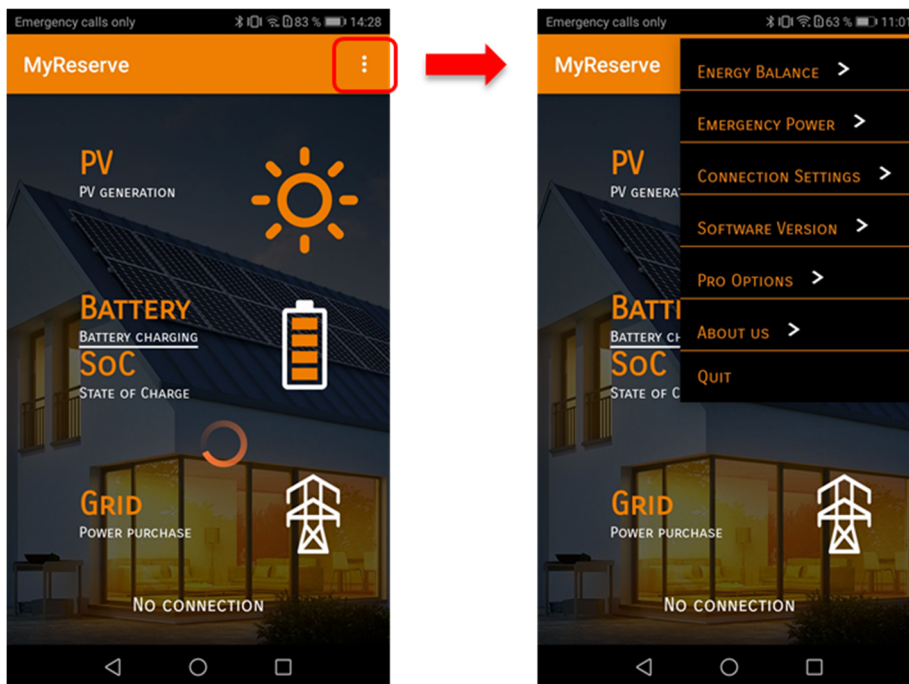 Emergency calls only 83 % 14:28
MyReserve
PV
PV GENERATION
BATTERY
BATTERY CHARGING
SOC
STATE OF CHARGE
GRID
POWER PURCHASE
NO CONNECTION
Emergency calls only 63 % 11:01
MyReserve
ENERGY BALANCE >
EMERGENCY POWER >
CONNECTION SETTINGS >
SOFTWARE VERSION >
PRO OPTIONS >
ABOUT US >
QUIT
PV
PV GENERA
BATT
BATTERY CH
SOC
STATE OF C
GRID
POWER PURCHASE
NO CONNECTION